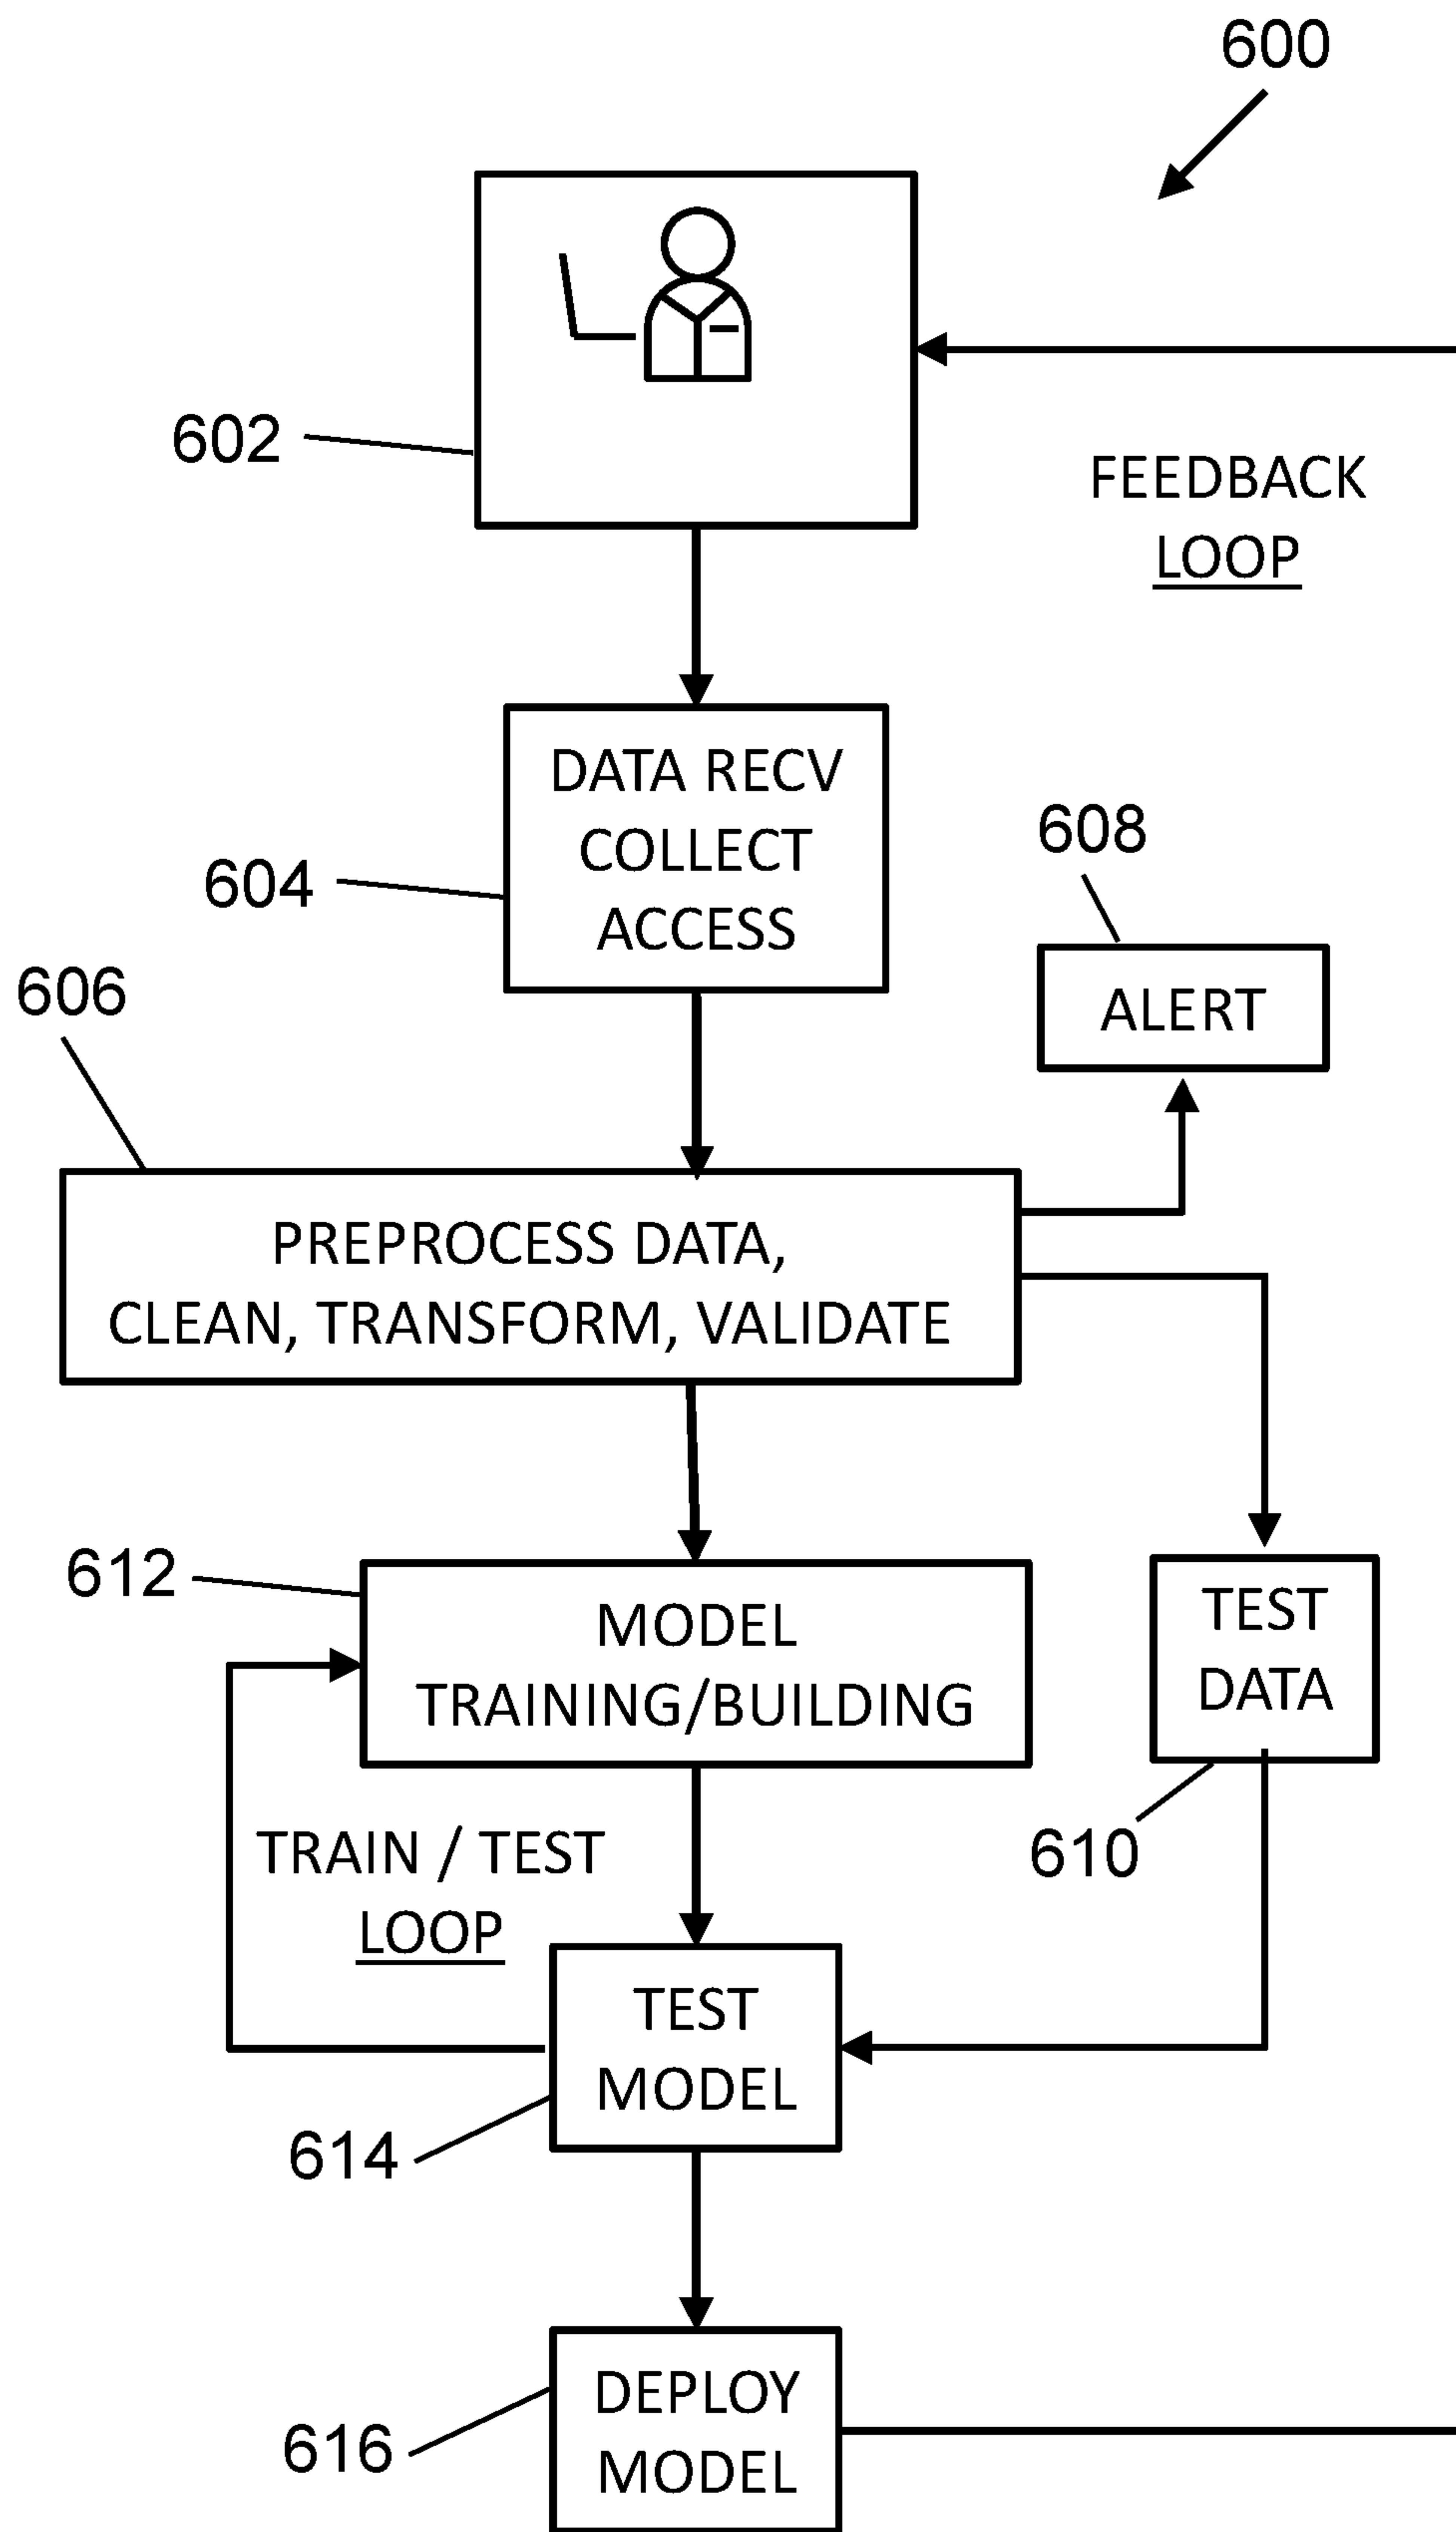 600
602
FEEDBACK
LOOP
DATA RECV
COLLECT
ACCESS
604
608
ALERT
606
PREPROCESS DATA,
CLEAN, TRANSFORM, VALIDATE
612
MODEL
TRAINING/BUILDING
TEST
DATA
610
TRAIN / TEST
LOOP
TEST
MODEL
614
DEPLOY
MODEL
616